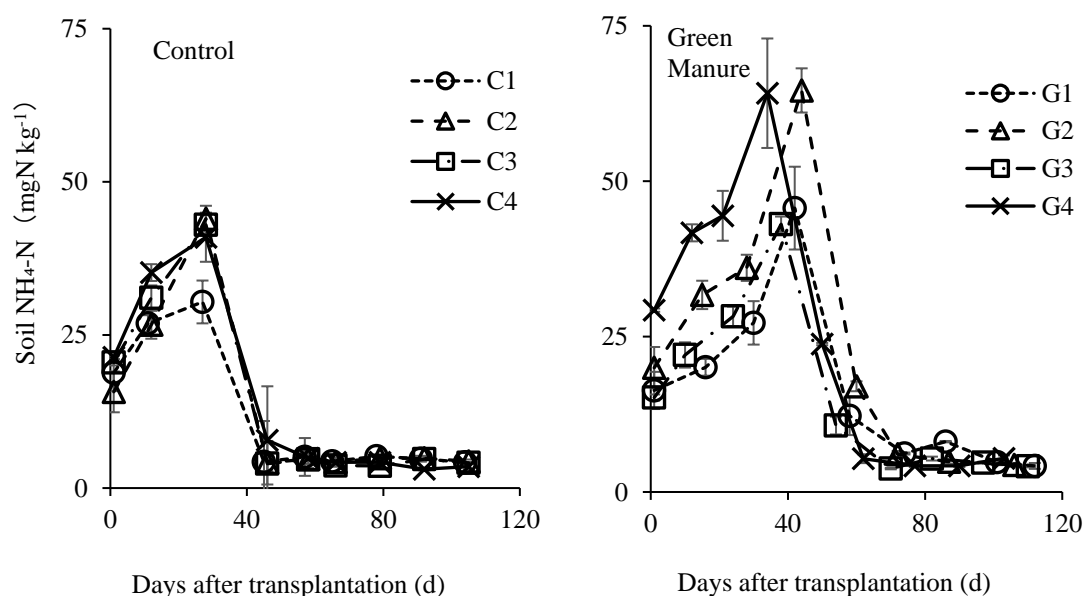 Control
C1
C2
C3
C4
Soil NH₄-N (mgN kg⁻¹)
75
50
25
0
0 40 80 120
Days after transplantation (d)
Green
Manure
G1
G2
G3
G4
75
50
25
0
0 40 80 120
Days after transplantation (d)